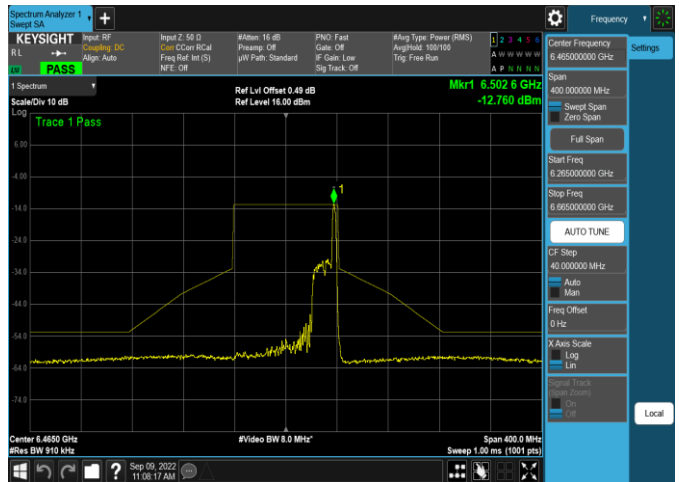 Spectrum Analyzer 1
Swept SA
Frequency
KEYSIGHT
RL
PASS
Input: RF
Coupling: DC
Align: Auto
Input Z: 50 Ω
Corr CCorr RCal
Freq Ref: Int (S)
NFE: Off
#Atten: 16 dB
Preamp: Off
µW Path: Standard
PNO: Fast
Gate: Off
IF Gain: Low
Sig Track: Off
#Avg Type: Power (RMS)
Avg|Hold: 100/100
Trig: Free Run
1 2 3 4 5 6
A W W W W W
A P N N N N
1 Spectrum
Scale/Div 10 dB
Log
Ref Lvl Offset 0.49 dB
Ref Level 16.00 dBm
Mkr1 6.502 6 GHz
-12.760 dBm
Trace 1 Pass
1
6.00
-4.00
-14.0
-24.0
-34.0
-44.0
-54.0
-64.0
-74.0
Center 6.4650 GHz
#Res BW 910 kHz
#Video BW 8.0 MHz*
Span 400.0 MHz
Sweep 1.00 ms (1001 pts)
Sep 09, 2022
11:08:17 AM
Settings
Center Frequency
6.465000000 GHz
Span
400.000000 MHz
Swept Span
Zero Span
Full Span
Start Freq
6.265000000 GHz
Stop Freq
6.665000000 GHz
AUTO TUNE
CF Step
40.000000 MHz
Auto
Man
Freq Offset
0 Hz
X Axis Scale
Log
Lin
Signal Track
(Span Zoom)
On
Off
Local